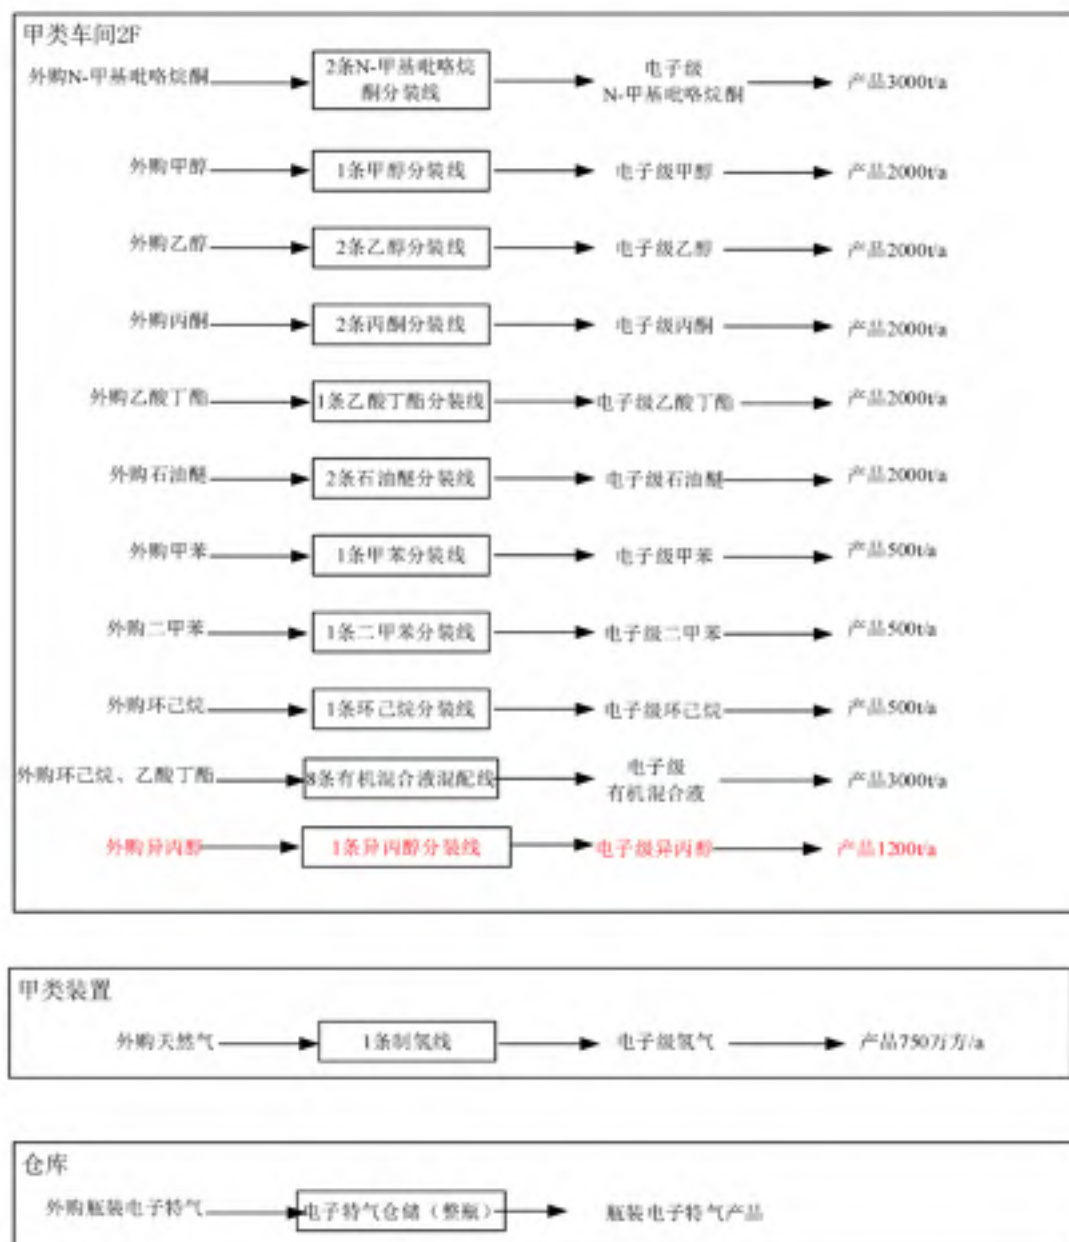 甲类车间2F
外购N-甲基吡咯烷酮
2条N-甲基吡咯烷
酮分装线
电子级
N-甲基吡咯烷酮
产品3000t/a
外购甲醇
1条甲醇分装线
电子级甲醇
产品2000t/a
外购乙醇
2条乙醇分装线
电子级乙醇
产品2000t/a
外购丙酮
2条丙酮分装线
电子级丙酮
产品2000t/a
外购乙酸丁酯
1条乙酸丁酯分装线
电子级乙酸丁酯
产品2000t/a
外购石油醚
2条石油醚分装线
电子级石油醚
产品2000t/a
外购甲苯
1条甲苯分装线
电子级甲苯
产品500t/a
外购二甲苯
1条二甲苯分装线
电子级二甲苯
产品500t/a
外购环己烷
1条环己烷分装线
电子级环己烷
产品500t/a
外购环己烷、乙酸丁酯
8条有机混合液混配线
电子级
有机混合液
产品3000t/a
外购异丙醇
1条异丙醇分装线
电子级异丙醇
产品1200t/a
甲类装置
外购天然气
1条制氢线
电子级氢气
产品750万方/a
仓库
外购瓶装电子特气
电子特气仓储（整瓶）
瓶装电子特气产品